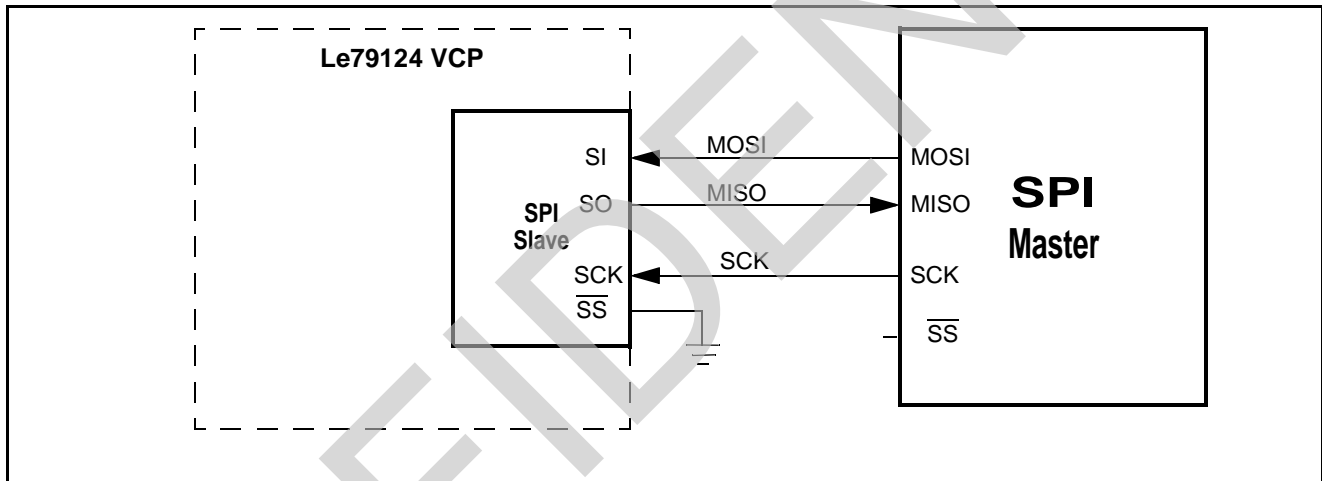 Le79124 VCP
SI
MOSI
MOSI
SO
MISO
MISO
SPI
Slave
SPI
Master
SCK
SCK
SCK
SS
SS